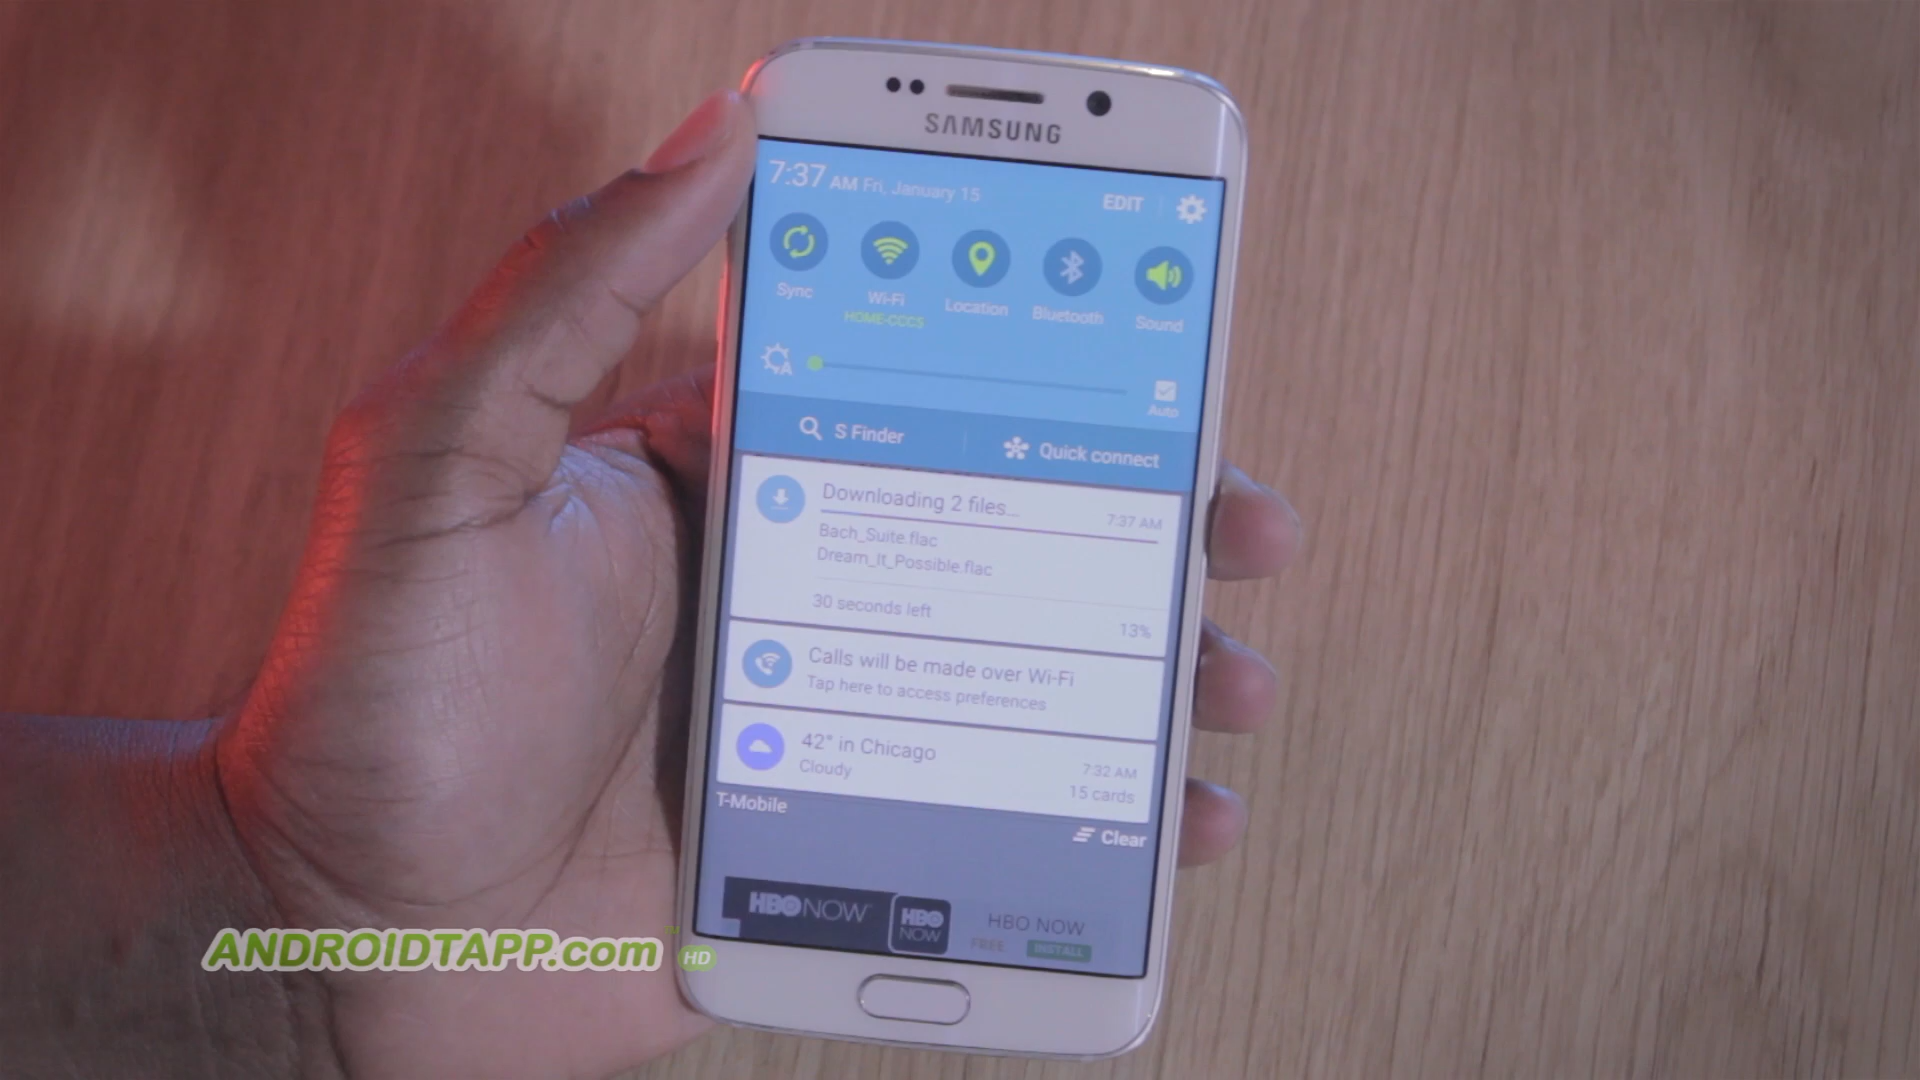 SAMSUNG
7:37 AM Fri, January 15 EDIT
Sync Wi-Fi Location Bluetooth Sound
HOME-CCC5
A Auto
S Finder Quick connect
Downloading 2 files... 7:37 AM
Bach_Suite.flac
Dream_It_Possible.flac
30 seconds left 13%
Calls will be made over Wi-Fi
Tap here to access preferences
42° in Chicago 7:32 AM
Cloudy 15 cards
T-Mobile Clear
HBO NOW HBO NOW HBO NOW
FREE INSTALL
ANDROIDTAPP.com™ HD